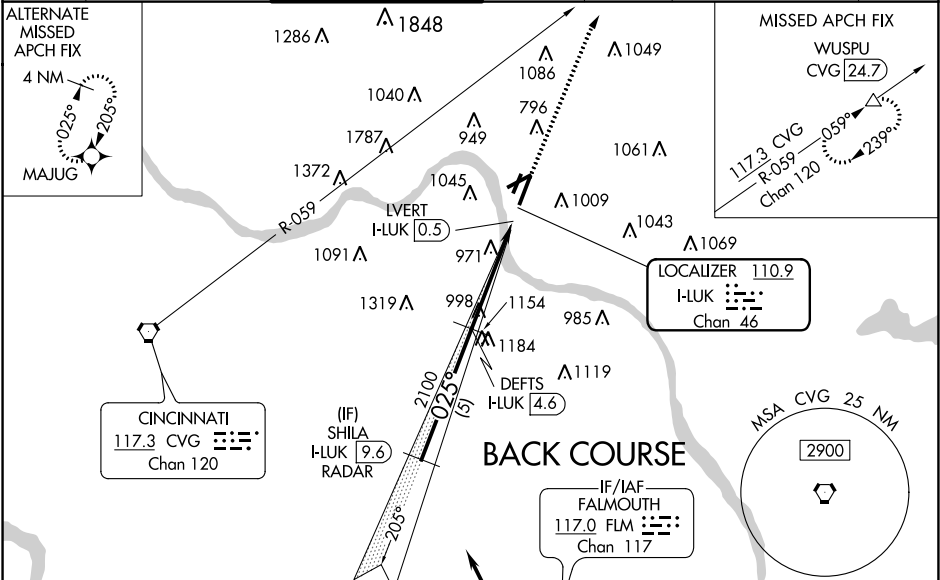 ALTERNATE
MISSED
APCH FIX
4 NM
025°
205°
MAJUG
1286
1848
1040
1787
1372
949
1045
1086
1049
796
1061
1009
1043
1069
MISSED APCH FIX
WUSPU
CVG 24.7
117.3 CVG
R-059
Chan 120
059°
239°
R-059
LVERT
I-LUK 0.5
1091
971
1319
998
1154
1184
985
1119
LOCALIZER 110.9
I-LUK
Chan 46
DEFTS
I-LUK 4.6
2100
025°
(5)
(IF)
SHILA
I-LUK 9.6
RADAR
205°
CINCINNATI
117.3 CVG
Chan 120
BACK COURSE
IF/IAF
FALMOUTH
117.0 FLM
Chan 117
MSA CVG 25 NM
2900